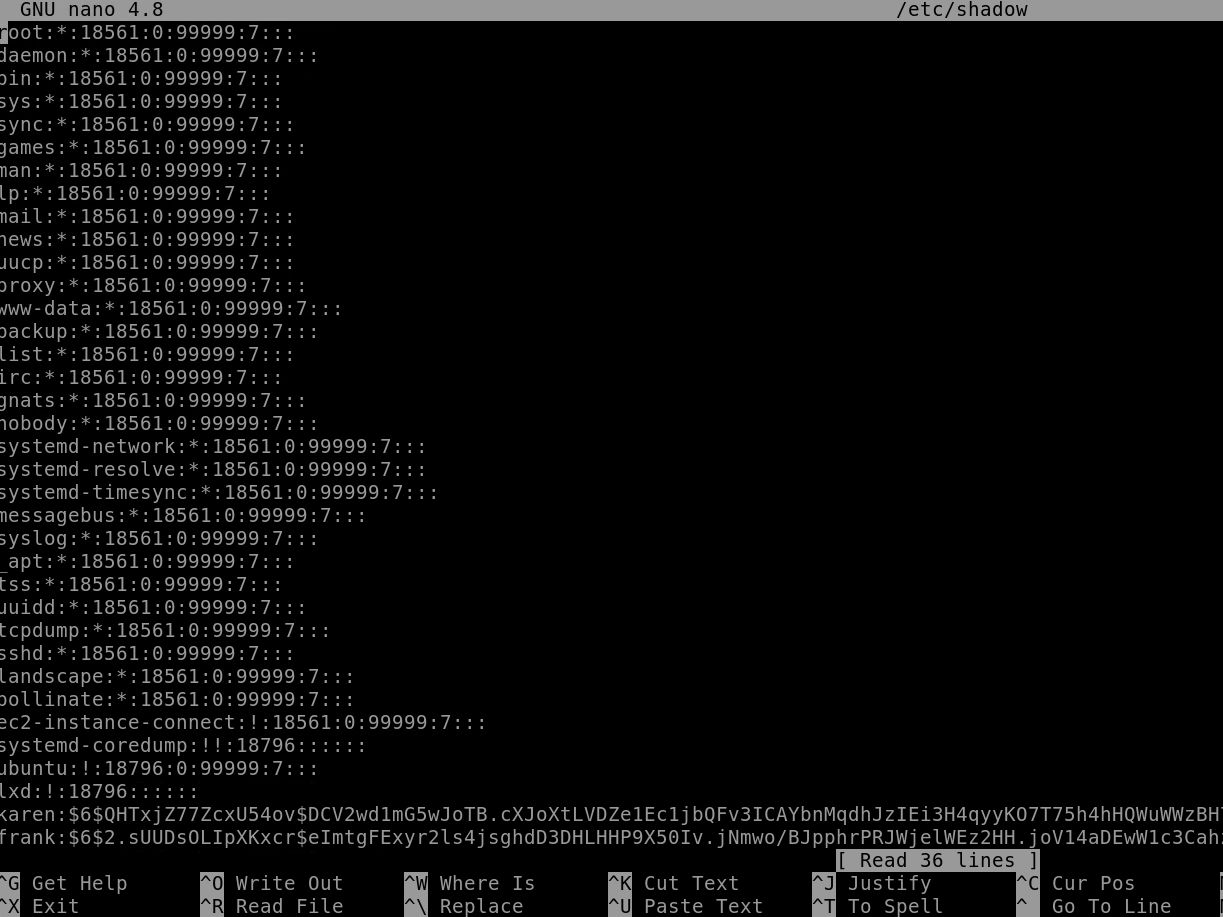 GNU nano 4.8 /etc/shadow
root:*:18561:0:99999:7:::
daemon:*:18561:0:99999:7:::
bin:*:18561:0:99999:7:::
sys:*:18561:0:99999:7:::
sync:*:18561:0:99999:7:::
games:*:18561:0:99999:7:::
man:*:18561:0:99999:7:::
lp:*:18561:0:99999:7:::
mail:*:18561:0:99999:7:::
news:*:18561:0:99999:7:::
uucp:*:18561:0:99999:7:::
proxy:*:18561:0:99999:7:::
www-data:*:18561:0:99999:7:::
backup:*:18561:0:99999:7:::
list:*:18561:0:99999:7:::
irc:*:18561:0:99999:7:::
gnats:*:18561:0:99999:7:::
nobody:*:18561:0:99999:7:::
systemd-network:*:18561:0:99999:7:::
systemd-resolve:*:18561:0:99999:7:::
systemd-timesync:*:18561:0:99999:7:::
messagebus:*:18561:0:99999:7:::
syslog:*:18561:0:99999:7:::
_apt:*:18561:0:99999:7:::
tss:*:18561:0:99999:7:::
uuidd:*:18561:0:99999:7:::
tcpdump:*:18561:0:99999:7:::
sshd:*:18561:0:99999:7:::
landscape:*:18561:0:99999:7:::
pollinate:*:18561:0:99999:7:::
ec2-instance-connect:!:18561:0:99999:7:::
systemd-coredump:!!:18796::::::
ubuntu:!:18796:0:99999:7:::
lxd:!:18796::::::
karen:$6$QHTxjZ77ZcxU54ov$DCV2wd1mG5wJoTB.cXJoXtLVDZe1Ec1jbQFv3ICAYbnMqdhJzIEi3H4qyyKO7T75h4hHQWuWWzBH7
frank:$6$2.sUUDsOLIpXKxcr$eImtgFExyr2ls4jsghdD3DHLHHP9X50Iv.jNmwo/BJpphrPRJWjelWEz2HH.joV14aDEwW1c3Cahz
[ Read 36 lines ]
^G Get Help ^O Write Out ^W Where Is ^K Cut Text ^J Justify ^C Cur Pos
^X Exit ^R Read File ^\ Replace ^U Paste Text ^T To Spell ^_ Go To Line